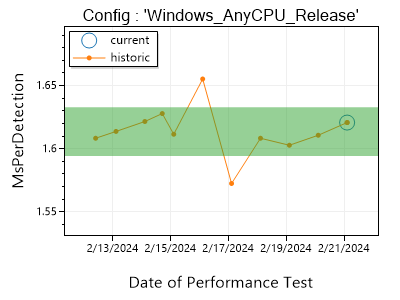 Config : 'Windows_AnyCPU_Release'
current
historic
MsPerDetection
1.65
1.6
1.55
2/13/2024 2/15/2024 2/17/2024 2/19/2024 2/21/2024
Date of Performance Test